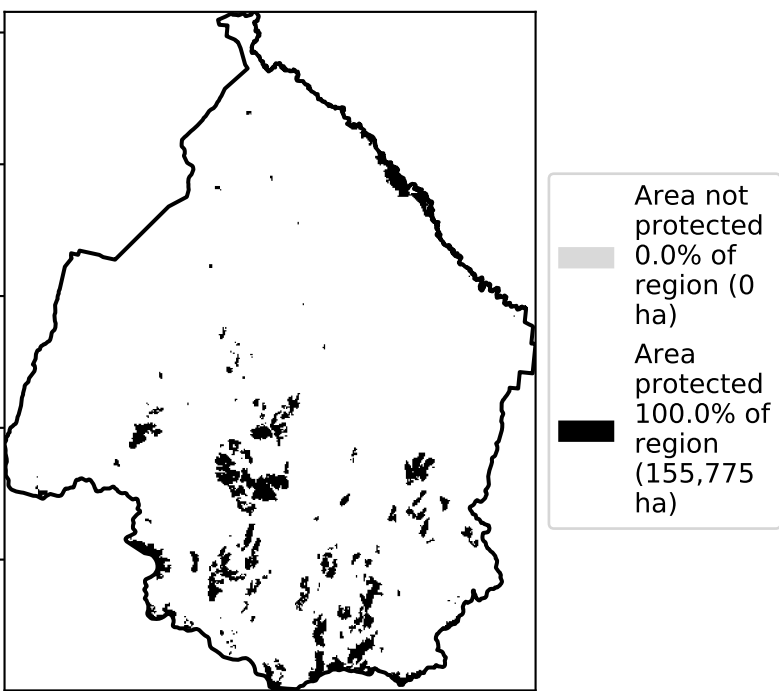 Area not
protected
0.0% of
region (0
ha)
Area
protected
100.0% of
region
(155,775
ha)